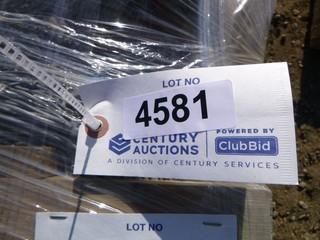 LOT NO
4581
CENTURY
AUCTIONS
POWERED BY
ClubBid
A DIVISION OF CENTURY SERVICES
LOT NO